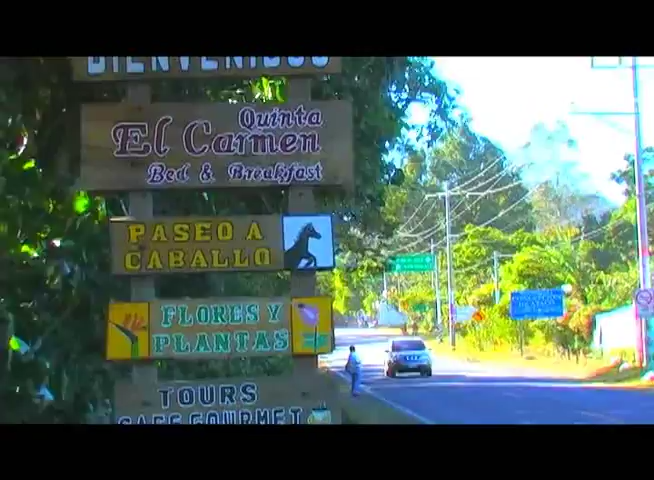 BIENVENIDOS
Quinta
El Carmen
Bed & Breakfast
PASEO A
CABALLO
FLORES Y
PLANTAS
TOURS
CAFE GOURMET